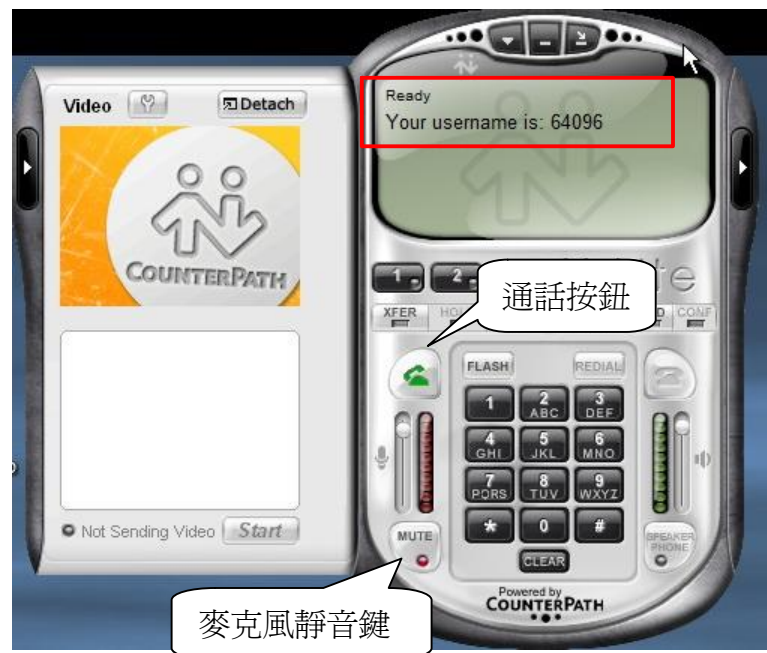 Video
Detach
COUNTERPATH
Not Sending Video
Start
Ready
Your username is: 64096
1
2
通話按鈕
XFER
CONF
FLASH
REDIAL
1
2 ABC
3 DEF
4 GHI
5 JKL
6 MNO
7 PQRS
8 TUV
9 WXYZ
*
0
#
CLEAR
MUTE
SPEAKER
PHONE
Powered by
COUNTERPATH
麥克風靜音鍵